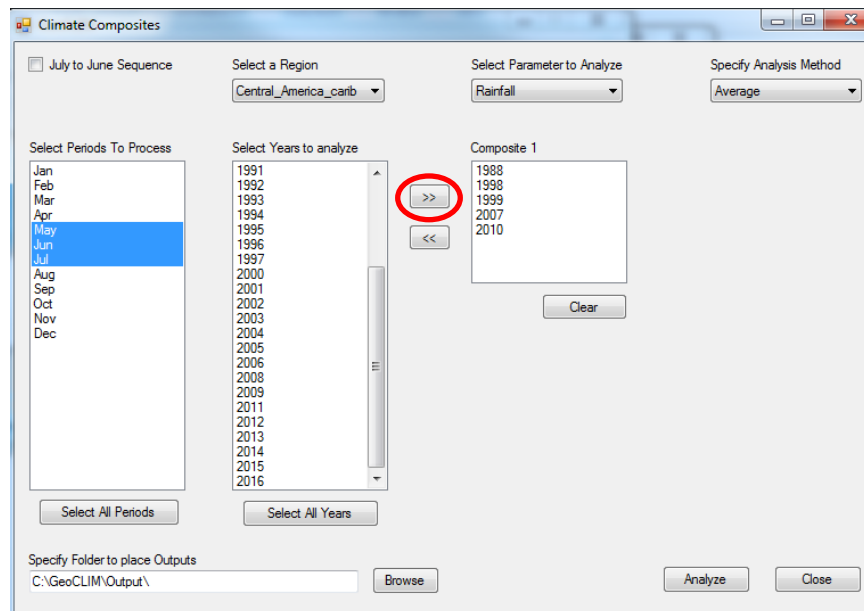 Climate Composites
July to June Sequence
Select a Region
Central_America_carib
Select Parameter to Analyze
Rainfall
Specify Analysis Method
Average
Select Periods To Process
Jan
Feb
Mar
Apr
May
Jun
Jul
Aug
Sep
Oct
Nov
Dec
Select All Periods
Select Years to analyze
1991
1992
1993
1994
1995
1996
1997
2000
2001
2002
2003
2004
2005
2006
2008
2009
2011
2012
2013
2014
2015
2016
Select All Years
>>
<<
Composite 1
1988
1998
1999
2007
2010
Clear
Specify Folder to place Outputs
C:\GeoCLIM\Output\
Browse
Analyze
Close